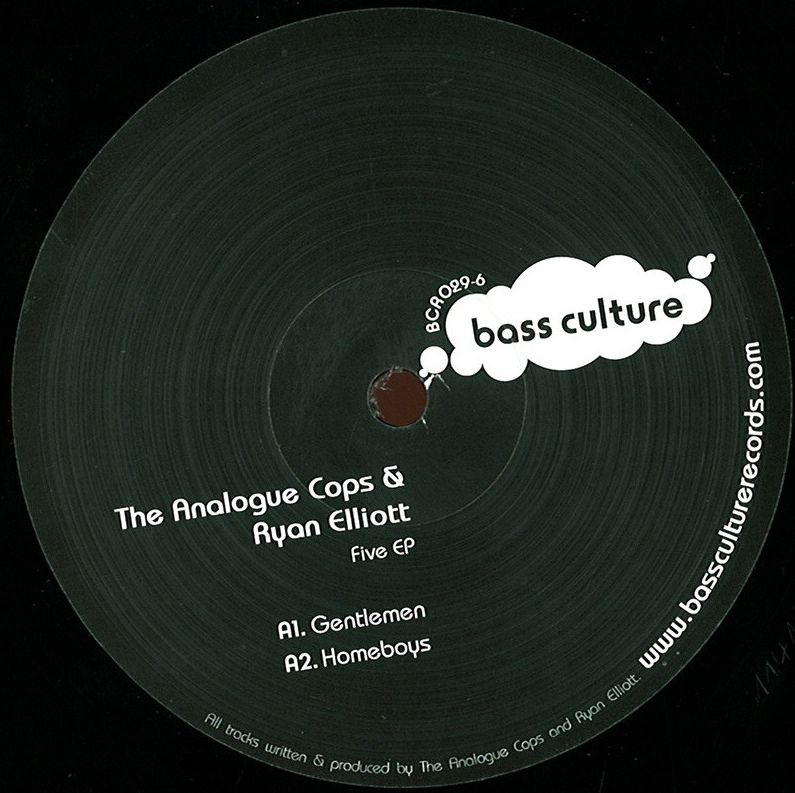 BCR029-6
bass culture
www.bassculturerecords.com
The Analogue Cops &
Ryan Elliott
Five EP
A1. Gentlemen
A2. Homeboys
All tracks written & produced by The Analogue Cops and Ryan Elliott.